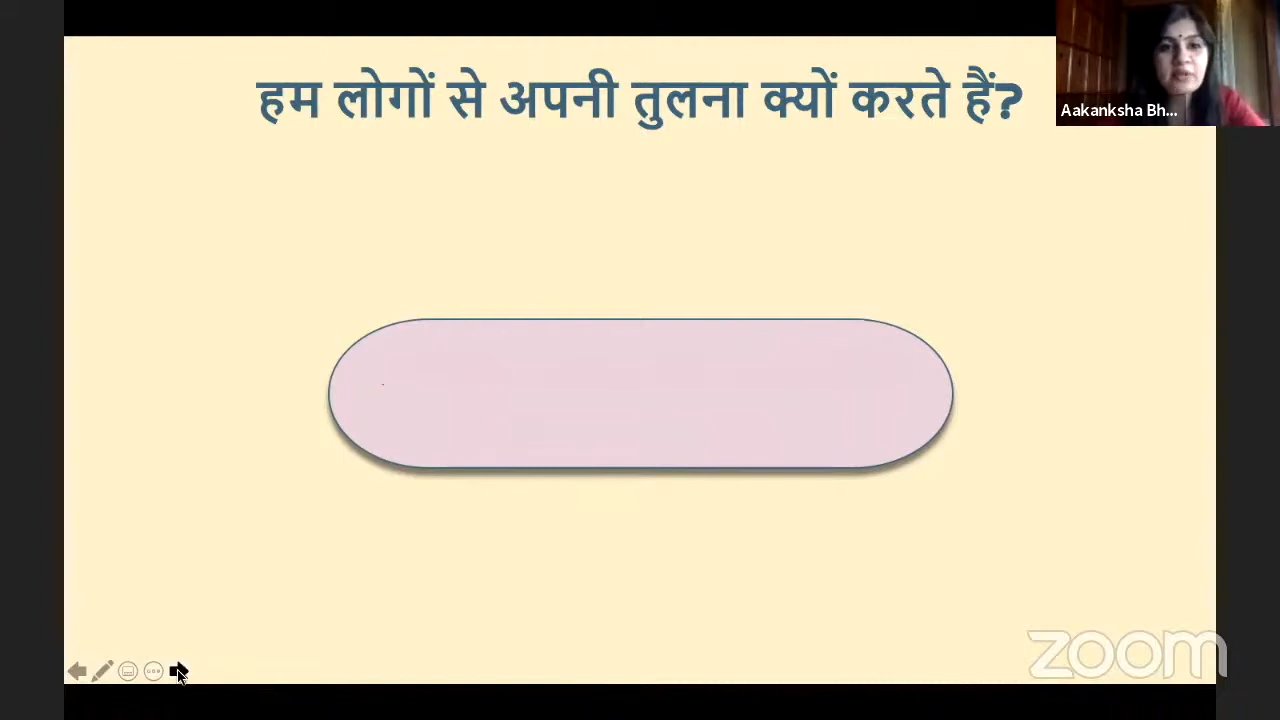 हम लोगों से अपनी तुलना क्यों करते हैं?
Aakanksha Bh...
zoom